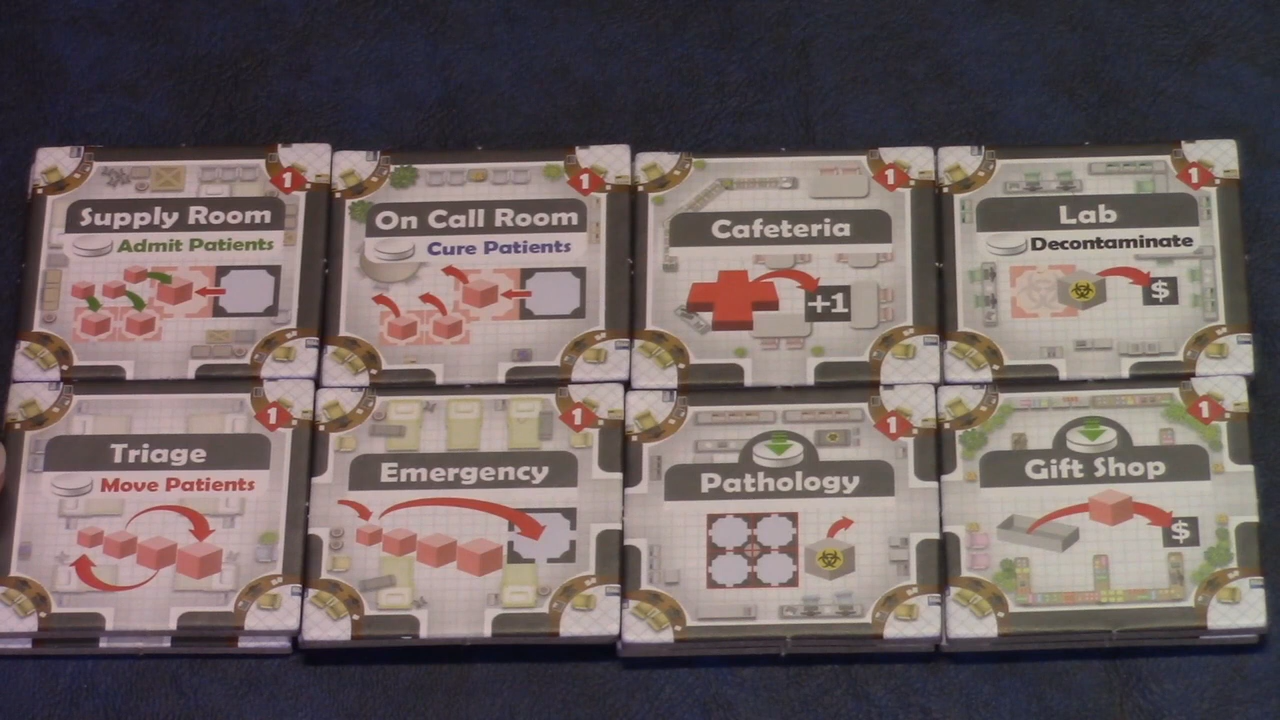 1
Supply Room
Admit Patients
1
On Call Room
Cure Patients
1
Cafeteria
+1
1
Lab
Decontaminate
$
1
Triage
Move Patients
1
Emergency
1
Pathology
1
Gift Shop
$